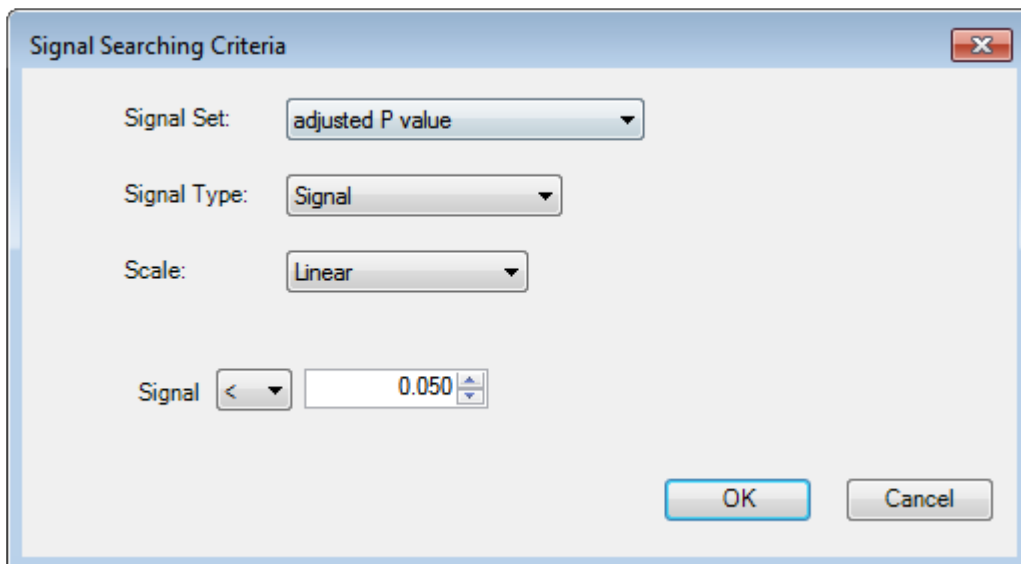 Signal Searching Criteria
Signal Set: adjusted P value
Signal Type: Signal
Scale: Linear
Signal < 0.050
OK Cancel